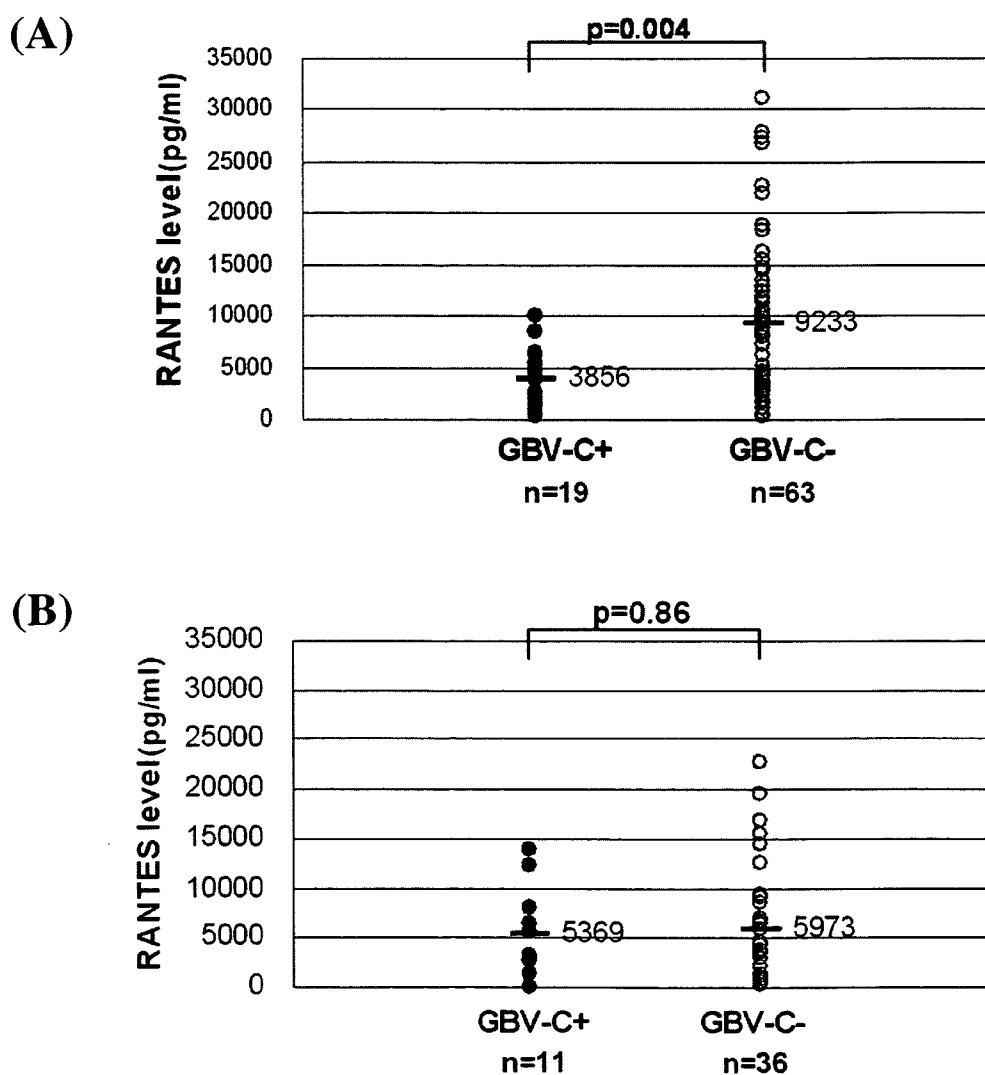 (A)
p=0.004
RANTES level(pg/ml)
35000
30000
25000
20000
15000
10000
5000
0
3856
9233
GBV-C+ GBV-C-
n=19 n=63
(B)
p=0.86
RANTES level(pg/ml)
35000
30000
25000
20000
15000
10000
5000
0
5369
5973
GBV-C+ GBV-C-
n=11 n=36